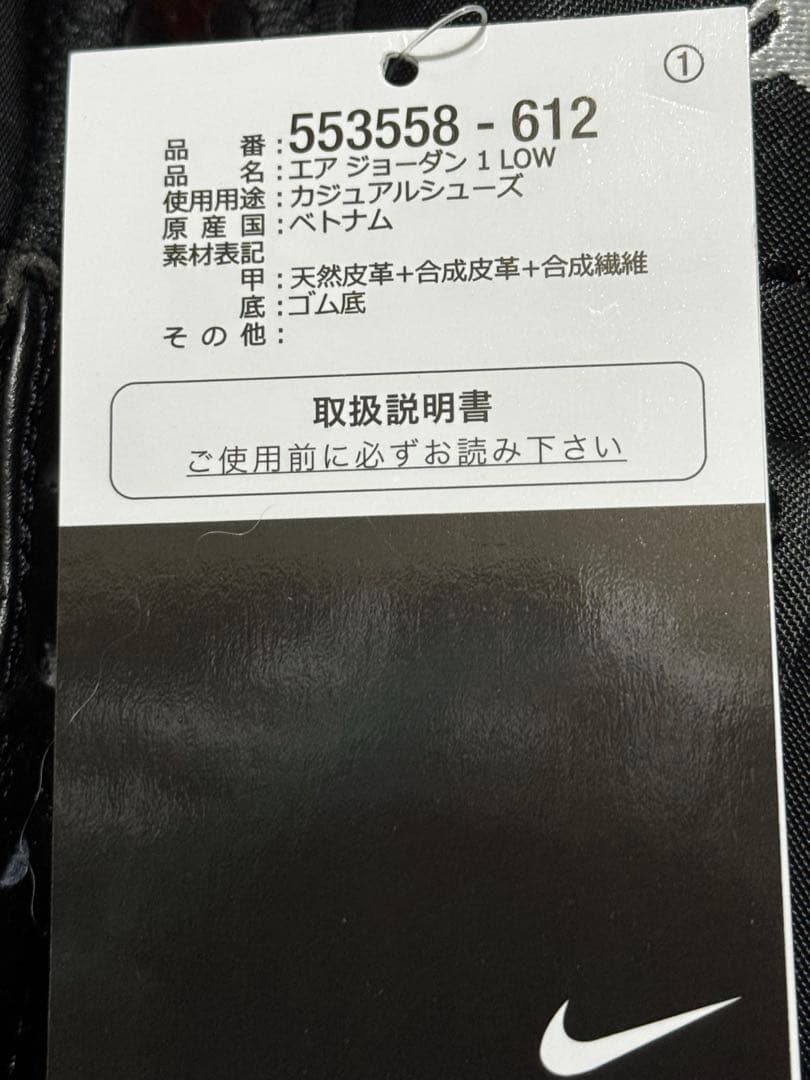 ①
品番:553558 - 612
品名:エア ジョーダン 1 LOW
使用用途:カジュアルシューズ
原産国:ベトナム
素材表記
甲:天然皮革+合成皮革+合成繊維
底:ゴム底
その他:
取扱説明書
ご使用前に必ずお読み下さい